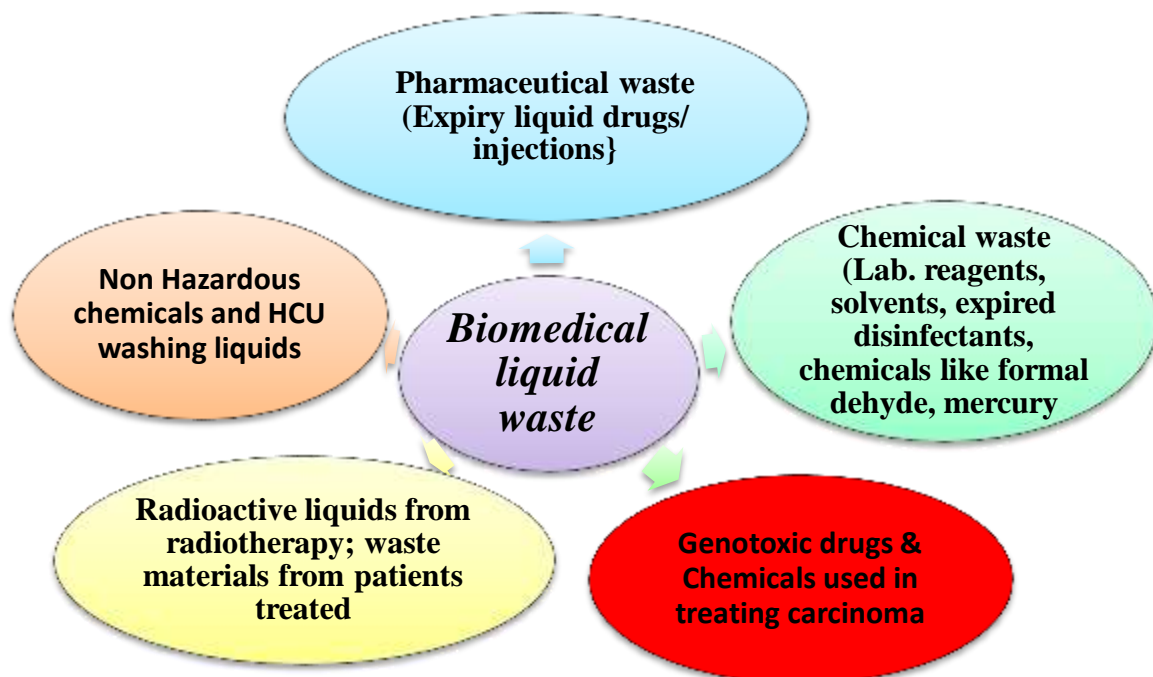 Pharmaceutical waste
(Expiry liquid drugs/
injections}
Non Hazardous
chemicals and HCU
washing liquids
Biomedical
liquid
waste
Chemical waste
(Lab. reagents,
solvents, expired
disinfectants,
chemicals like formal
dehyde, mercury
Radioactive liquids from
radiotherapy; waste
materials from patients
treated
Genotoxic drugs &
Chemicals used in
treating carcinoma